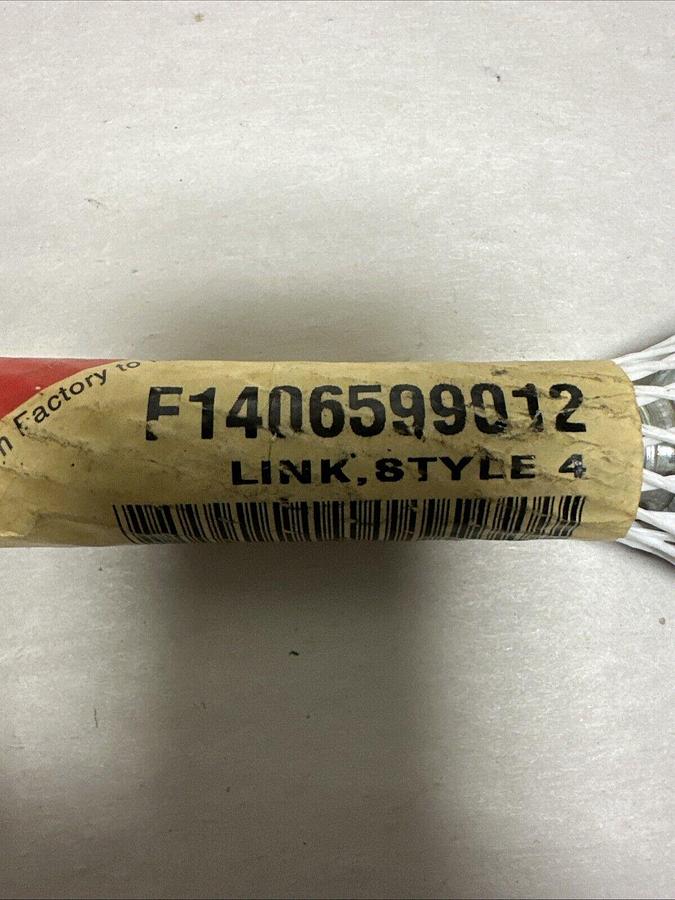 n Factory to
F1406599012
LINK, STYLE 4